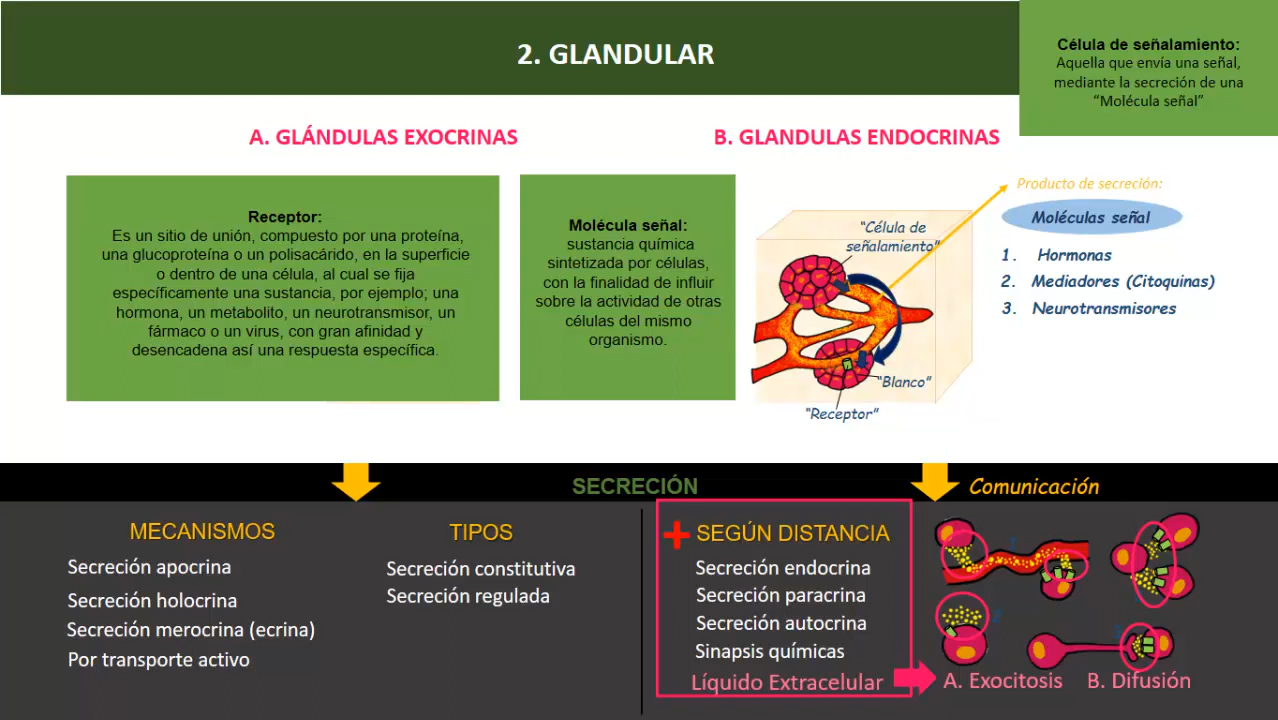 2. GLANDULAR
Célula de señalamiento:
Aquella que envía una señal,
mediante la secreción de una
“Molécula señal”
A. GLÁNDULAS EXOCRINAS
B. GLANDULAS ENDOCRINAS
Receptor:
Es un sitio de unión, compuesto por una proteína,
una glucoproteína o un polisacárido, en la superficie
o dentro de una célula, al cual se fija
específicamente una sustancia, por ejemplo; una
hormona, un metabolito, un neurotransmisor, un
fármaco o un virus, con gran afinidad y
desencadena así una respuesta específica.
Molécula señal:
sustancia química
sintetizada por células,
con la finalidad de influir
sobre la actividad de otras
células del mismo
organismo.
“Célula de
señalamiento”
“Blanco”
“Receptor”
Producto de secreción:
Moléculas señal
1. Hormonas
2. Mediadores (Citoquinas)
3. Neurotransmisores
SECRECIÓN
Comunicación
MECANISMOS
Secreción apocrina
Secreción holocrina
Secreción merocrina (ecrina)
Por transporte activo
TIPOS
Secreción constitutiva
Secreción regulada
+ SEGÚN DISTANCIA
Secreción endocrina
Secreción paracrina
Secreción autocrina
Sinapsis químicas
Líquido Extracelular
A. Exocitosis
B. Difusión